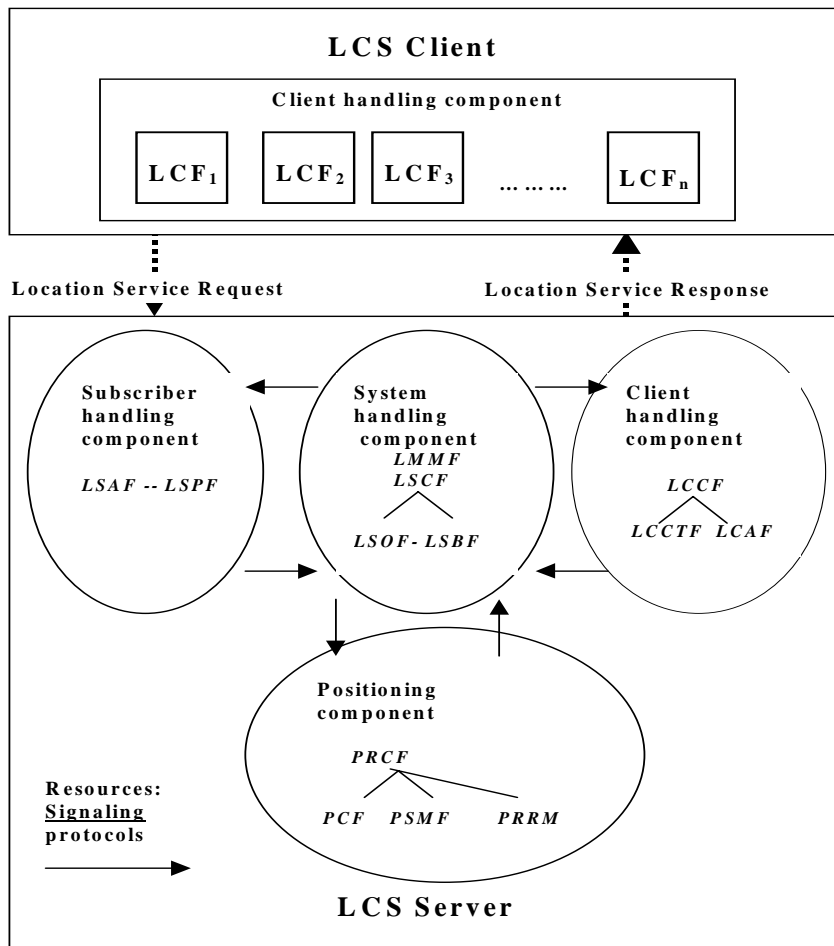 LCS Client
Client handling component
LCF1
LCF2
LCF3
... ... ...
LCFn
Location Service Request
Location Service Response
Subscriber
handling
component
LSAF -- LSPF
System
handling
component
LMMF
LSCF
LSOF- LSBF
Client
handling
component
LCCF
LCCTF LCAF
Positioning
component
PRCF
PCF PSMF PRRM
Resources:
Signaling
protocols
LCS Server